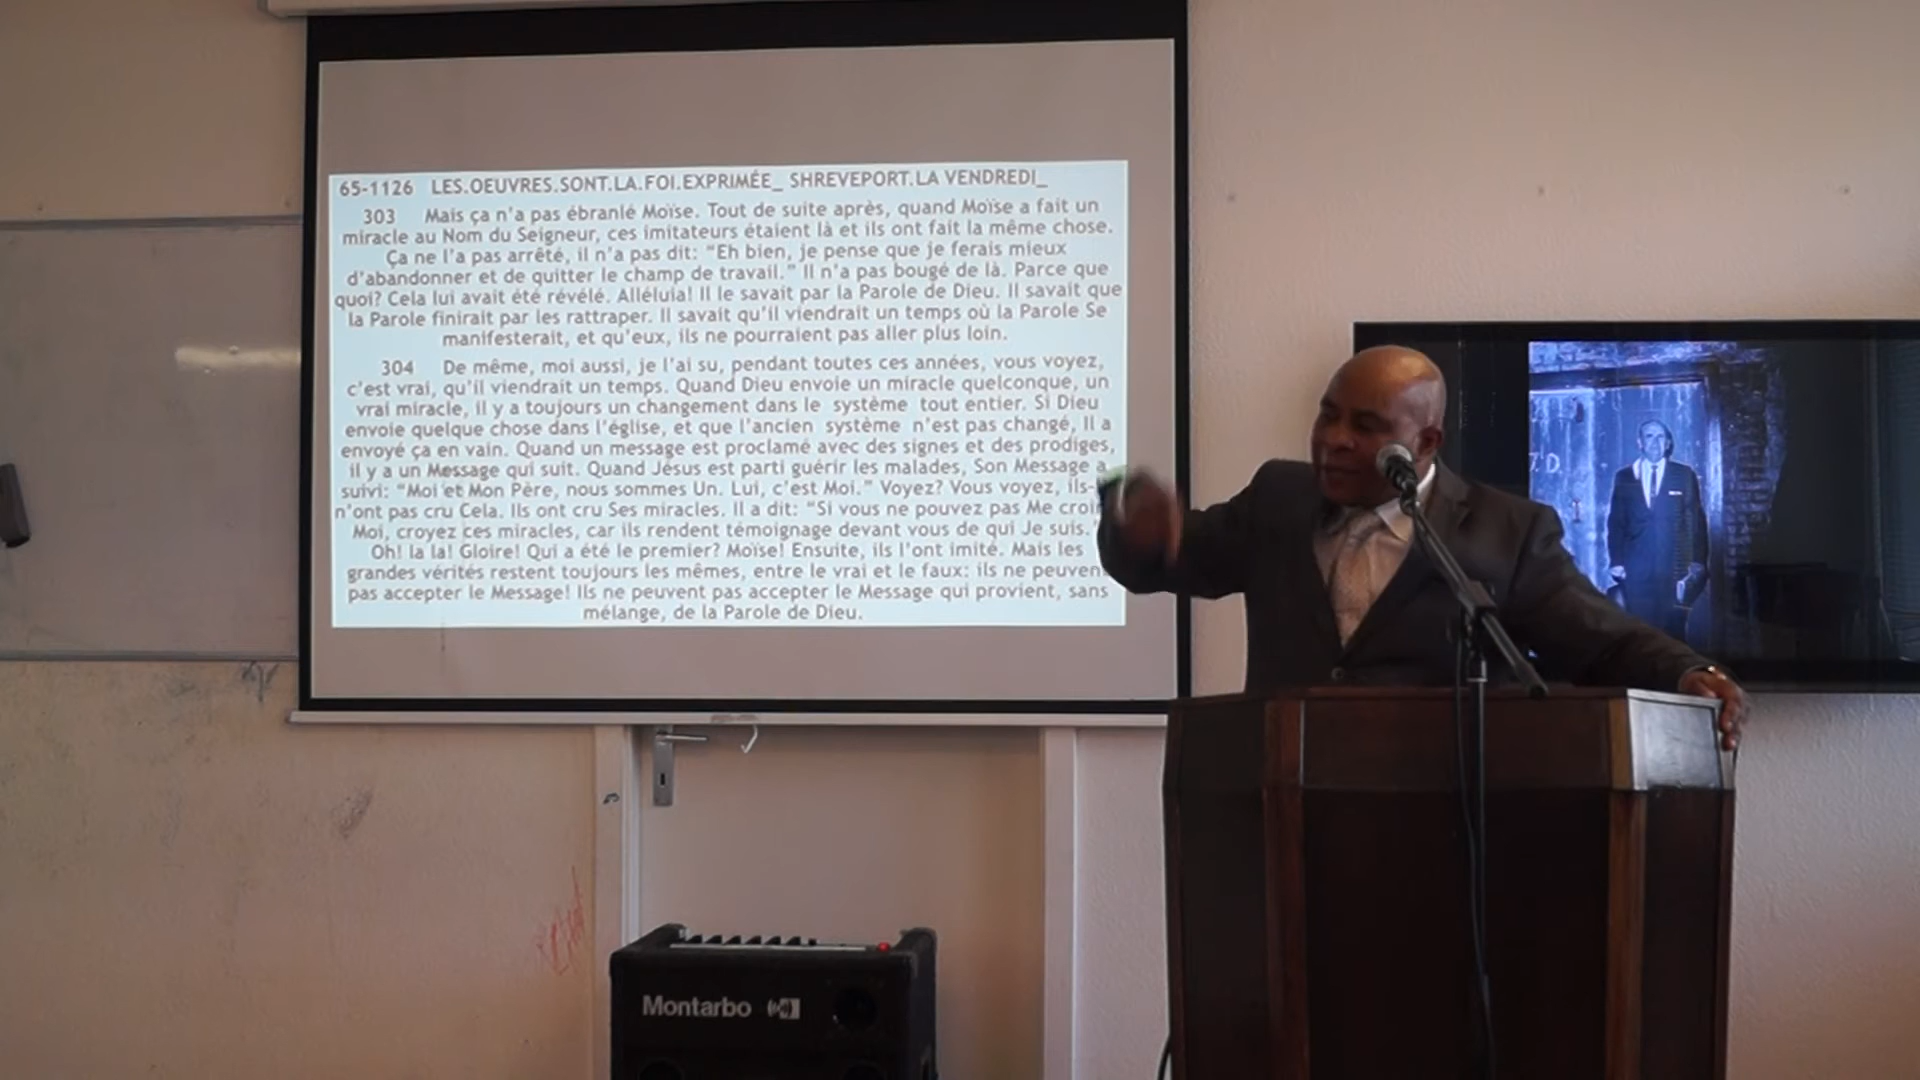 65-1126 LES.OEUVRES.SONT.LA.FOI.EXPRIMÉE_ SHREVEPORT.LA VENDREDI_
303 Mais ça n'a pas ébranlé Moïse. Tout de suite après, quand Moïse a fait un
miracle au Nom du Seigneur, ces imitateurs étaient là et ils ont fait la même chose.
Ça ne l'a pas arrêté, il n'a pas dit: "Eh bien, je pense que je ferais mieux
d'abandonner et de quitter le champ de travail." Il n'a pas bougé de là. Parce que
quoi? Cela lui avait été révélé. Alléluia! Il le savait par la Parole de Dieu. Il savait que
la Parole finirait par les rattraper. Il savait qu'il viendrait un temps où la Parole Se
manifesterait, et qu'eux, ils ne pourraient pas aller plus loin.
304 De même, moi aussi, je l'ai su, pendant toutes ces années, vous voyez,
c'est vrai, qu'il viendrait un temps. Quand Dieu envoie un miracle quelconque, un
vrai miracle, il y a toujours un changement dans le système tout entier. Si Dieu
envoie quelque chose dans l'église, et que l'ancien système n'est pas changé, Il a
envoyé ça en vain. Quand un message est proclamé avec des signes et des prodiges,
il y a un Message qui suit. Quand Jésus est parti guérir les malades, Son Message a
suivi: "Moi et Mon Père, nous sommes Un. Lui, c'est Moi." Voyez? Vous voyez, ils
n'ont pas cru Cela. Ils ont cru Ses miracles. Il a dit: "Si vous ne pouvez pas Me croi
Moi, croyez ces miracles, car ils rendent témoignage devant vous de qui Je suis.
Oh! la la! Gloire! Qui a été le premier? Moïse! Ensuite, ils l'ont imité. Mais les
grandes vérités restent toujours les mêmes, entre le vrai et le faux: ils ne peuven
pas accepter le Message! Ils ne peuvent pas accepter le Message qui provient, sans
mélange, de la Parole de Dieu.
Montarbo